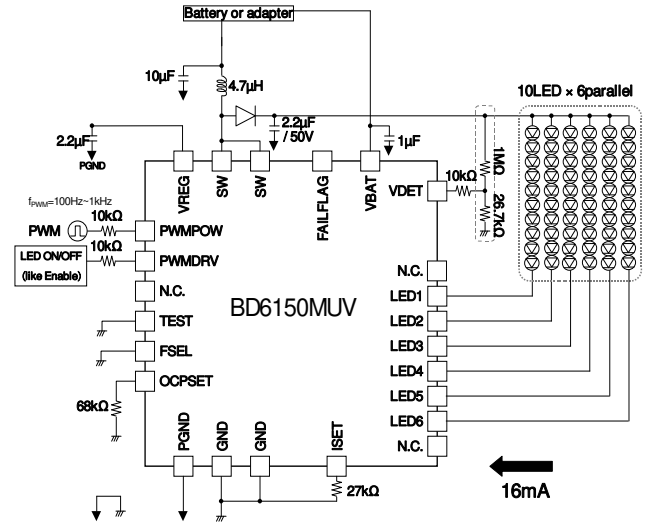 Battery or adapter
10μF
4.7μH
10LED × 6parallel
2.2μF
/ 50V
2.2μF
PGND
1μF
1MΩ
10kΩ
26.7kΩ
VREG
SW
SW
FAILFLAG
VBAT
VDET
fPWM=100Hz~1kHz
10kΩ
PWM
PWMPOW
10kΩ
LED ON/OFF
(like Enable)
PWMDRV
N.C.
N.C.
BD6150MUV
LED1
TEST
LED2
FSEL
LED3
OCPSET
LED4
68kΩ
LED5
LED6
PGND
GND
GND
ISET
N.C.
27kΩ
16mA